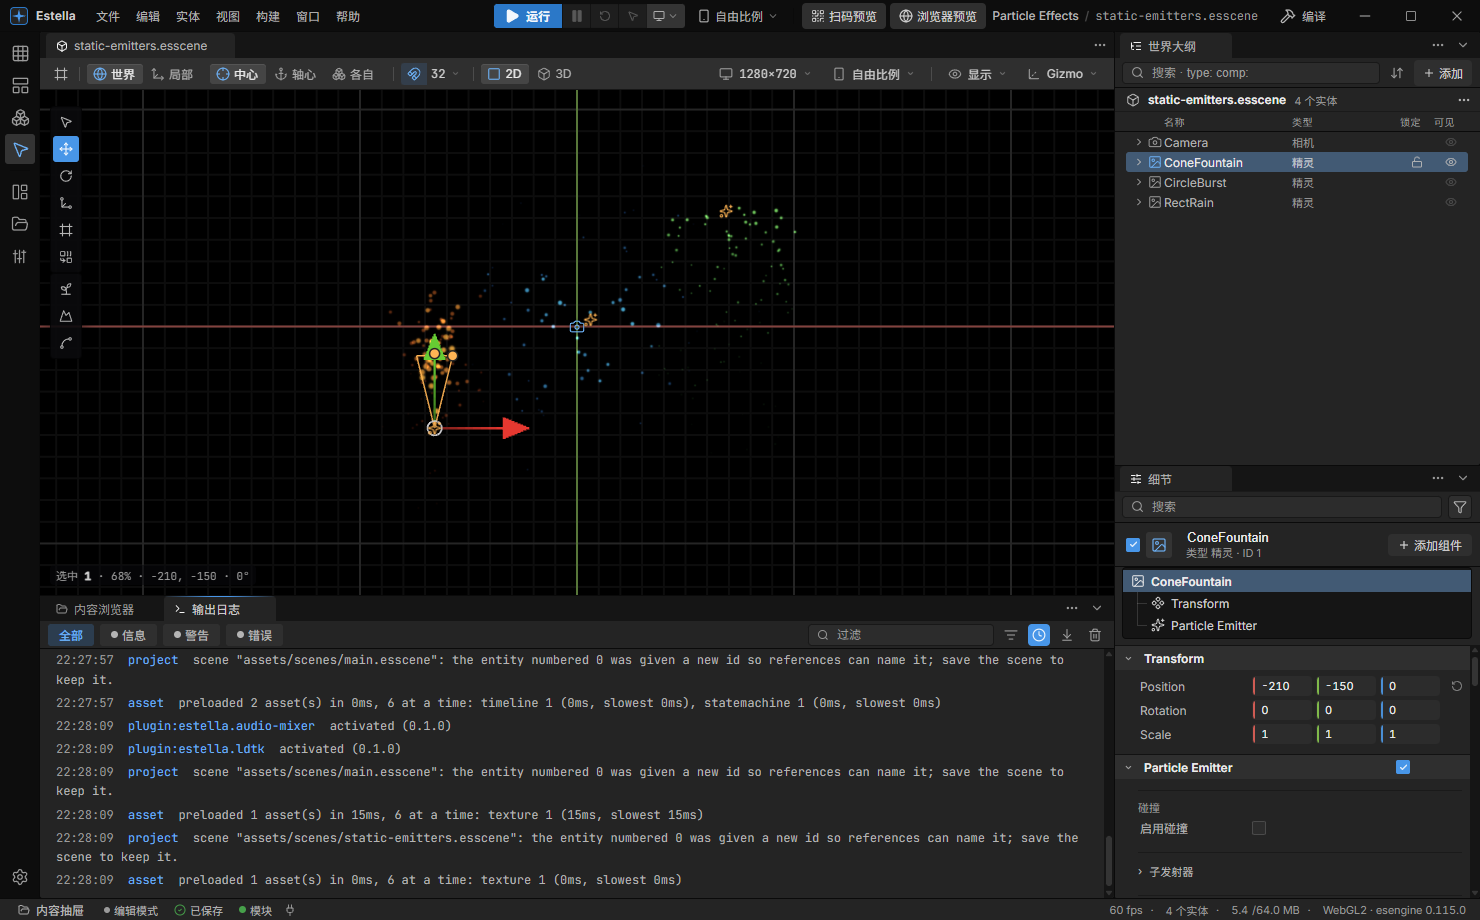 Estella 文件 编辑 实体 视图 构建 窗口 帮助 运行 自由比例 扫码预览 浏览器预览 Particle Effects / static-emitters.esscene 编译
static-emitters.esscene
世界 局部 中心 轴心 各自 32 2D 3D 1280×720 自由比例 显示 Gizmo
选中 1 · 68% · -210, -150 · 0°
世界大纲
搜索 · type: comp: 添加
static-emitters.esscene 4 个实体
名称 类型 锁定 可见
Camera 相机
ConeFountain 精灵
CircleBurst 精灵
RectRain 精灵
细节
搜索
ConeFountain
类型 精灵 · ID 1
添加组件
ConeFountain
Transform
Particle Emitter
Transform
Position -210 -150 0
Rotation 0 0 0
Scale 1 1 1
Particle Emitter
碰撞
启用碰撞
子发射器
内容浏览器 输出日志
全部 信息 警告 错误 过滤
22:27:57 project scene "assets/scenes/main.esscene": the entity numbered 0 was given a new id so references can name it; save the scene to
keep it.
22:27:57 asset preloaded 2 asset(s) in 0ms, 6 at a time: timeline 1 (0ms, slowest 0ms), statemachine 1 (0ms, slowest 0ms)
22:28:09 plugin:estella.audio-mixer activated (0.1.0)
22:28:09 plugin:estella.ldtk activated (0.1.0)
22:28:09 project scene "assets/scenes/main.esscene": the entity numbered 0 was given a new id so references can name it; save the scene to
keep it.
22:28:09 asset preloaded 1 asset(s) in 15ms, 6 at a time: texture 1 (15ms, slowest 15ms)
22:28:09 project scene "assets/scenes/static-emitters.esscene": the entity numbered 0 was given a new id so references can name it; save the
scene to keep it.
22:28:09 asset preloaded 1 asset(s) in 0ms, 6 at a time: texture 1 (0ms, slowest 0ms)
内容抽屉 编辑模式 已保存 模块 60 fps · 4 个实体 · 5.4 /64.0 MB · WebGL2 · esengine 0.115.0